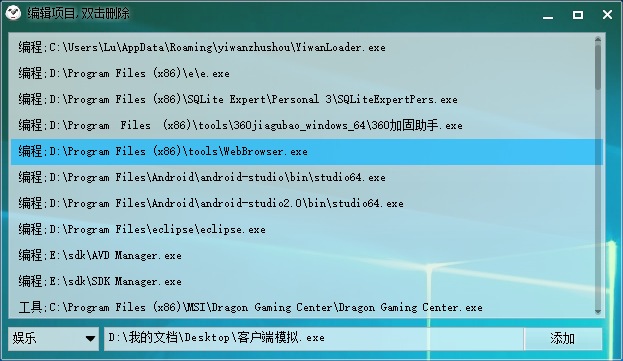 编辑项目,双击删除
编程;C:\Users\Lu\AppData\Roaming\yiwanzhushou\YiwanLoader.exe
编程;D:\Program Files (x86)\e\e.exe
编程;D:\Program Files (x86)\SQLite Expert\Personal 3\SQLiteExpertPers.exe
编程;D:\Program  Files  (x86)\tools\360jiagubao_windows_64\360加固助手.exe
编程;D:\Program Files (x86)\tools\WebBrowser.exe
编程;D:\Program Files\Android\android-studio\bin\studio64.exe
编程;D:\Program Files\Android\android-studio2.0\bin\studio64.exe
编程;D:\Program Files\eclipse\eclipse.exe
编程;E:\sdk\AVD Manager.exe
编程;E:\sdk\SDK Manager.exe
工具;C:\Program Files (x86)\MSI\Dragon Gaming Center\Dragon Gaming Center.exe
娱乐 D:\我的文档\Desktop\客户端模拟.exe 添加